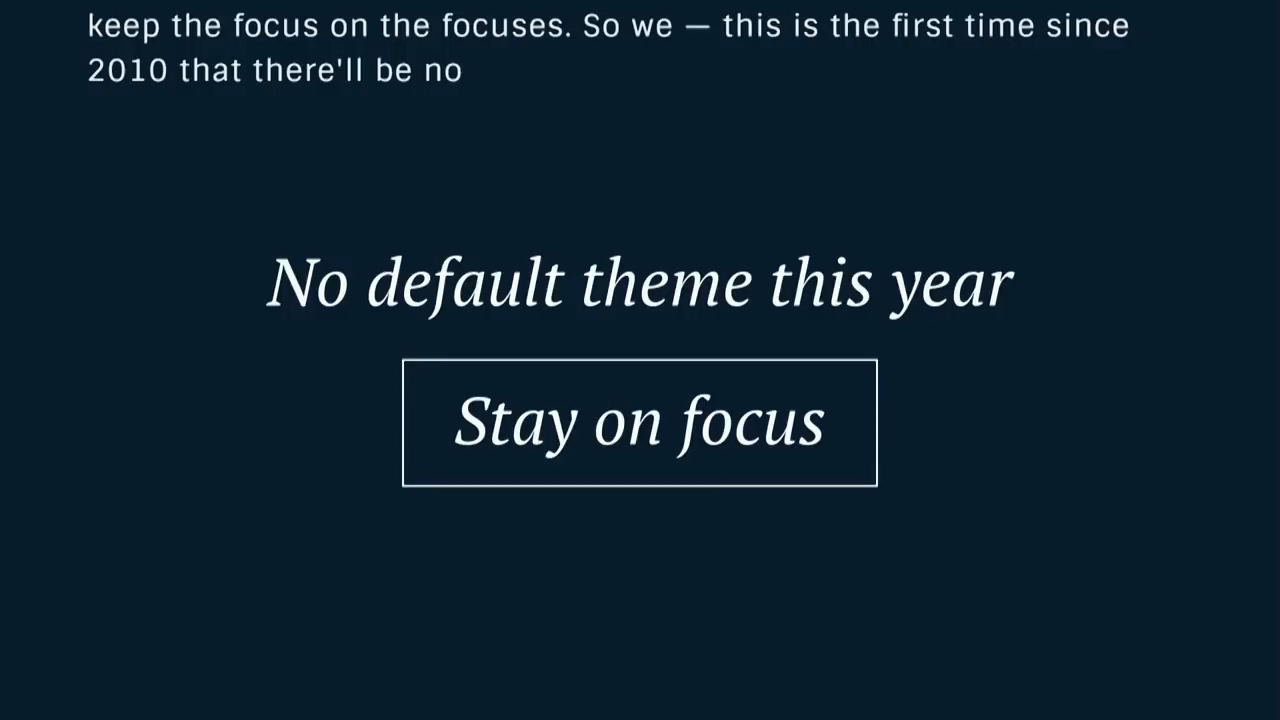 keep the focus on the focuses. So we — this is the first time since
2010 that there'll be no
No default theme this year
Stay on focus